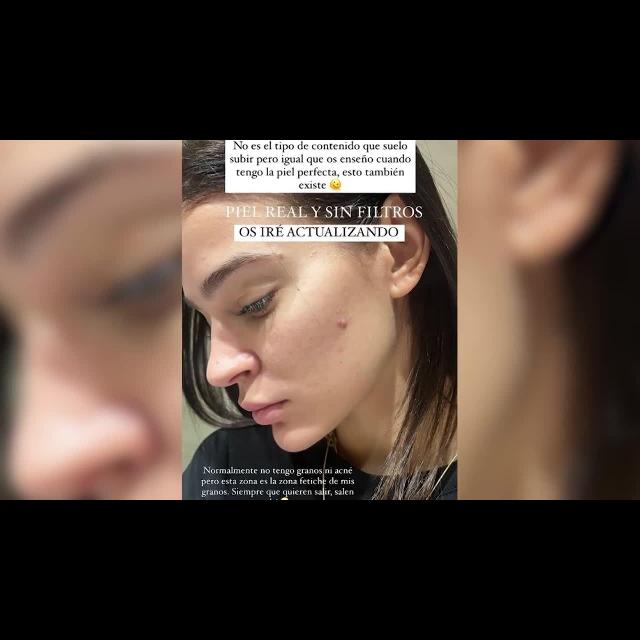 No es el tipo de contenido que suelo
subir pero igual que os enseño cuando
tengo la piel perfecta, esto también
existe
PIEL REAL Y SIN FILTROS
OS IRÉ ACTUALIZANDO
Normalmente no tengo granos ni acné
pero esta zona es la zona fetiche de mis
granos. Siempre que quieren salir, salen